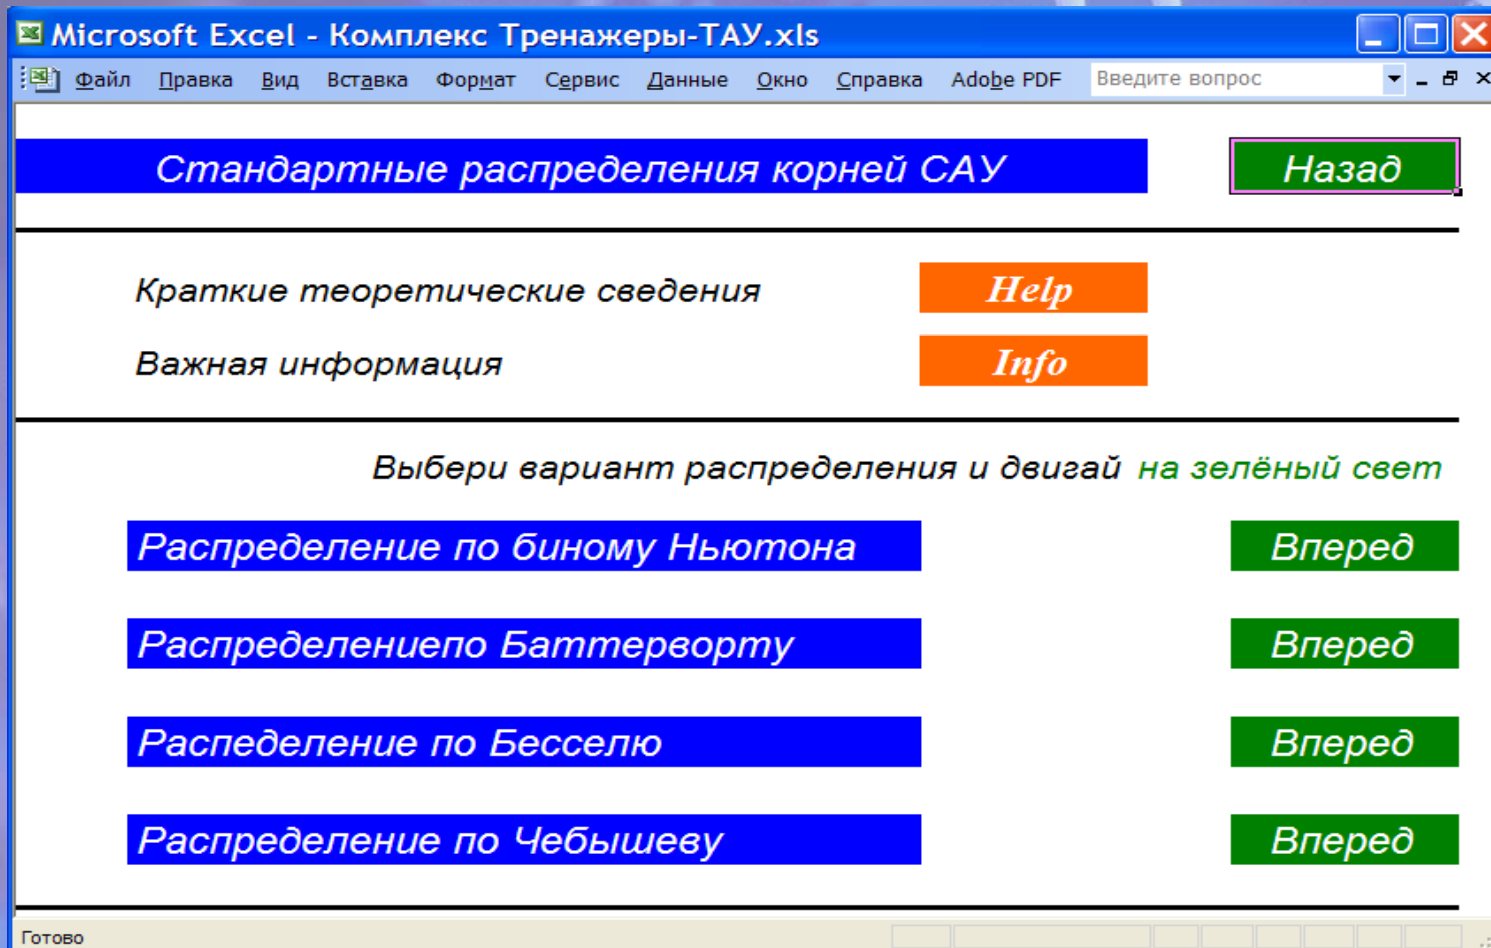 Microsoft Excel - Комплекс Тренажеры-ТАУ.xls
Файл Правка Вид Вставка Формат Сервис Данные Окно Справка Adobe PDF Введите вопрос
Стандартные распределения корней САУ Назад
Краткие теоретические сведения Help
Важная информация Info
Выбери вариант распределения и двигай на зелёный свет
Распределение по биному Ньютона Вперед
Распределениепо Баттерворту Вперед
Распеделение по Бесселю Вперед
Распределение по Чебышеву Вперед
Готово